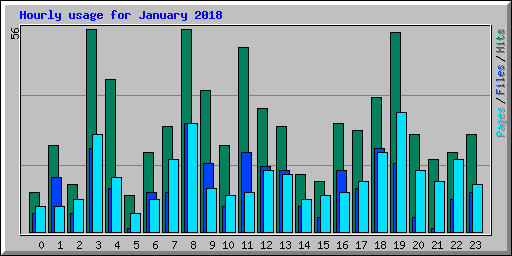 Hourly usage for January 2018
56
Pages / Files / Hits
0 1 2 3 4 5 6 7 8 9 10 11 12 13 14 15 16 17 18 19 20 21 22 23